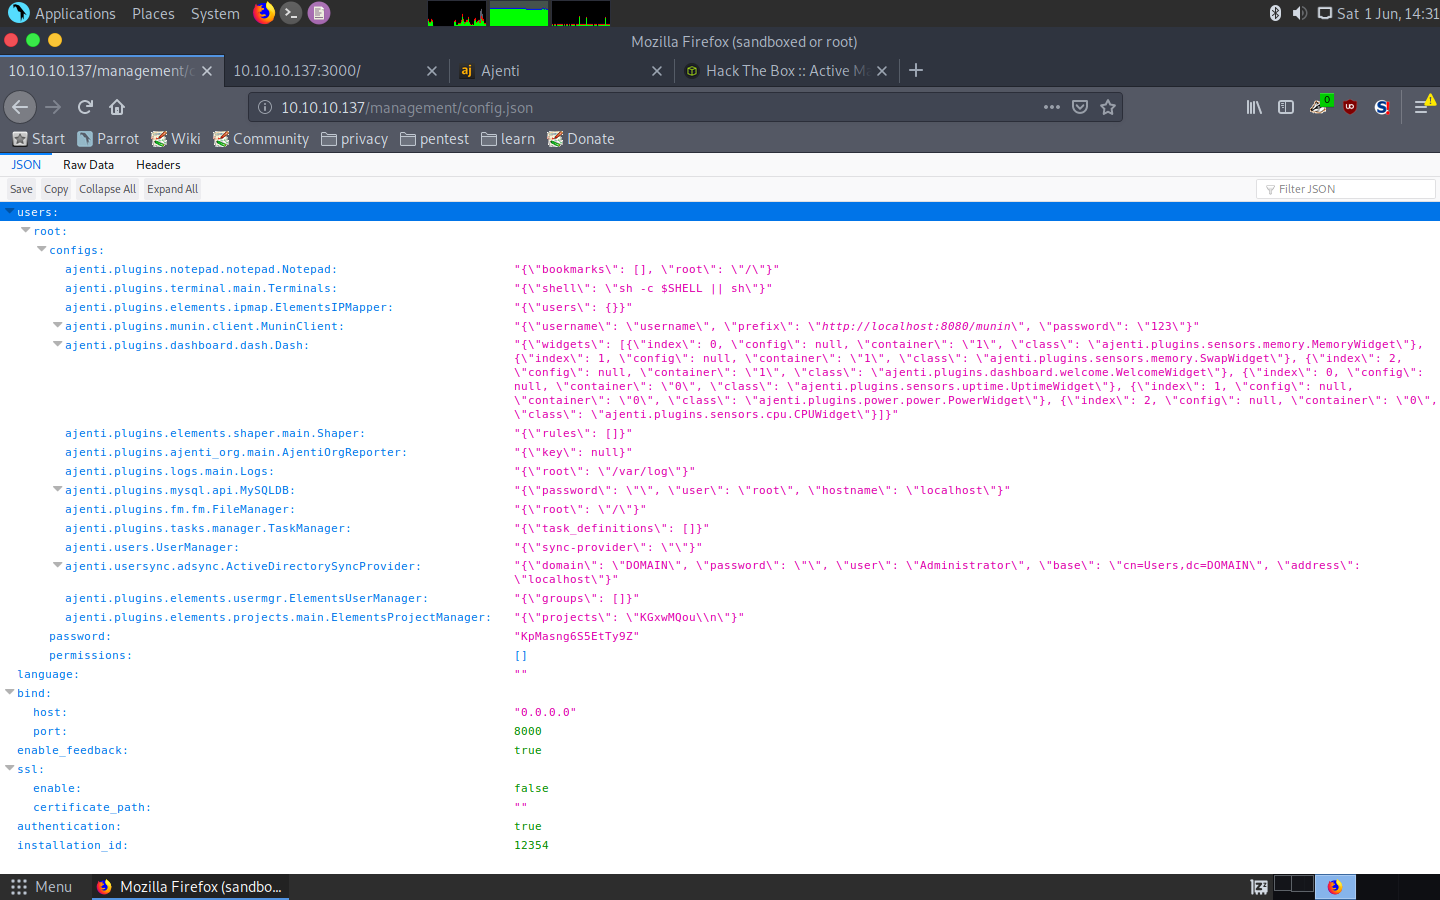 Applications Places System Sat 1 Jun, 14:31
Mozilla Firefox (sandboxed or root)
10.10.10.137/management/c 10.10.10.137:3000/ aj Ajenti Hack The Box :: Active Ma
10.10.10.137/management/config.json 0
Start Parrot Wiki Community privacy pentest learn Donate
JSON Raw Data Headers
Save Copy Collapse All Expand All Filter JSON
users:
root:
configs:
ajenti.plugins.notepad.notepad.Notepad: "{\"bookmarks\": [], \"root\": \"/\"}"
ajenti.plugins.terminal.main.Terminals: "{\"shell\": \"sh -c $SHELL || sh\"}"
ajenti.plugins.elements.ipmap.ElementsIPMapper: "{\"users\": {}}"
ajenti.plugins.munin.client.MuninClient: "{\"username\": \"username\", \"prefix\": \"http://localhost:8080/munin\", \"password\": \"123\"}"
ajenti.plugins.dashboard.dash.Dash: "{\"widgets\": [{\"index\": 0, \"config\": null, \"container\": \"1\", \"class\": \"ajenti.plugins.sensors.memory.MemoryWidget\"},
{\"index\": 1, \"config\": null, \"container\": \"1\", \"class\": \"ajenti.plugins.sensors.memory.SwapWidget\"}, {\"index\": 2,
\"config\": null, \"container\": \"1\", \"class\": \"ajenti.plugins.dashboard.welcome.WelcomeWidget\"}, {\"index\": 0, \"config\":
null, \"container\": \"0\", \"class\": \"ajenti.plugins.sensors.uptime.UptimeWidget\"}, {\"index\": 1, \"config\": null,
\"container\": \"0\", \"class\": \"ajenti.plugins.power.power.PowerWidget\"}, {\"index\": 2, \"config\": null, \"container\": \"0\",
\"class\": \"ajenti.plugins.sensors.cpu.CPUWidget\"}]}"
ajenti.plugins.elements.shaper.main.Shaper: "{\"rules\": []}"
ajenti.plugins.ajenti_org.main.AjentiOrgReporter: "{\"key\": null}"
ajenti.plugins.logs.main.Logs: "{\"root\": \"/var/log\"}"
ajenti.plugins.mysql.api.MySQLDB: "{\"password\": \"\", \"user\": \"root\", \"hostname\": \"localhost\"}"
ajenti.plugins.fm.fm.FileManager: "{\"root\": \"/\"}"
ajenti.plugins.tasks.manager.TaskManager: "{\"task_definitions\": []}"
ajenti.users.UserManager: "{\"sync-provider\": \"\"}"
ajenti.usersync.adsync.ActiveDirectorySyncProvider: "{\"domain\": \"DOMAIN\", \"password\": \"\", \"user\": \"Administrator\", \"base\": \"cn=Users,dc=DOMAIN\", \"address\":
\"localhost\"}"
ajenti.plugins.elements.usermgr.ElementsUserManager: "{\"groups\": []}"
ajenti.plugins.elements.projects.main.ElementsProjectManager: "{\"projects\": \"KGxwMQou\\n\"}"
password: "KpMasng6S5EtTy9Z"
permissions: []
language: ""
bind:
host: "0.0.0.0"
port: 8000
enable_feedback: true
ssl:
enable: false
certificate_path: ""
authentication: true
installation_id: 12354
Menu Mozilla Firefox (sandbo...